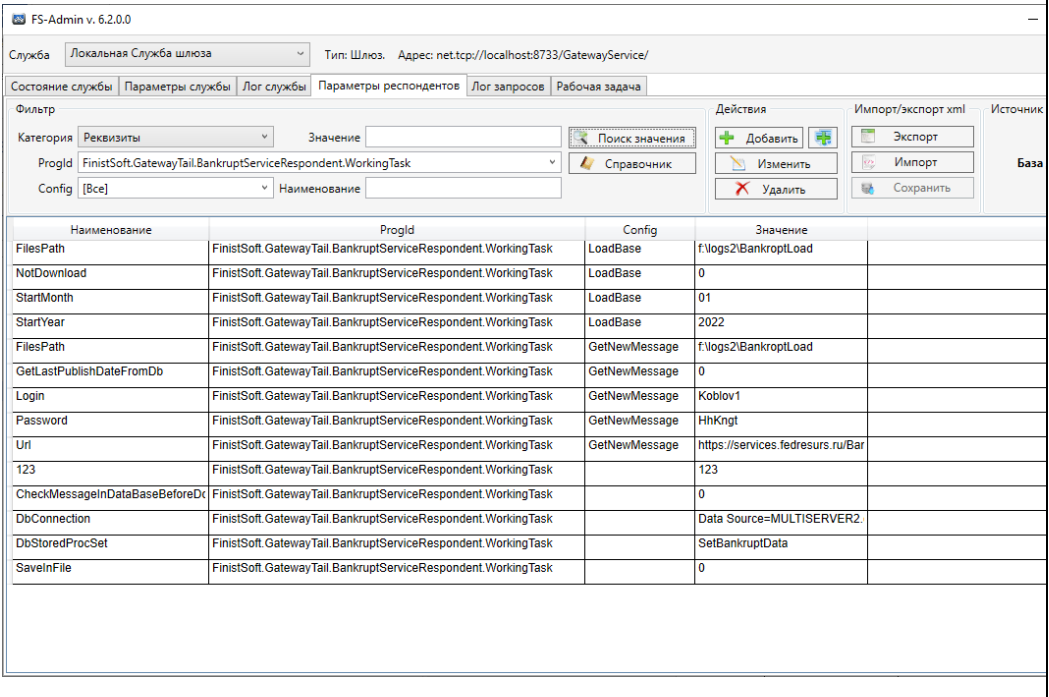 FS-Admin v. 6.2.0.0
Служба Локальная Служба шлюза Тип: Шлюз. Адрес: net.tcp://localhost:8733/GatewayService/
Состояние службы Параметры службы Лог службы Параметры респондентов Лог запросов Рабочая задача
Фильтр Действия Импорт/экспорт xml Источник
Категория Реквизиты Значение Поиск значения Добавить Экспорт
ProgId FinistSoft.GatewayTail.BankruptServiceRespondent.WorkingTask Справочник Изменить Импорт База
Config [Все] Наименование Удалить Сохранить
Наименование ProgId Config Значение
FilesPath FinistSoft.GatewayTail.BankruptServiceRespondent.WorkingTask LoadBase f:\logs2\BankroptLoad
NotDownload FinistSoft.GatewayTail.BankruptServiceRespondent.WorkingTask LoadBase 0
StartMonth FinistSoft.GatewayTail.BankruptServiceRespondent.WorkingTask LoadBase 01
StartYear FinistSoft.GatewayTail.BankruptServiceRespondent.WorkingTask LoadBase 2022
FilesPath FinistSoft.GatewayTail.BankruptServiceRespondent.WorkingTask GetNewMessage f:\logs2\BankroptLoad
GetLastPublishDateFromDb FinistSoft.GatewayTail.BankruptServiceRespondent.WorkingTask GetNewMessage 0
Login FinistSoft.GatewayTail.BankruptServiceRespondent.WorkingTask GetNewMessage Koblov1
Password FinistSoft.GatewayTail.BankruptServiceRespondent.WorkingTask GetNewMessage HhKngt
Url FinistSoft.GatewayTail.BankruptServiceRespondent.WorkingTask GetNewMessage https://services.fedresurs.ru/Bar
123 FinistSoft.GatewayTail.BankruptServiceRespondent.WorkingTask 123
CheckMessageInDataBaseBeforeDo FinistSoft.GatewayTail.BankruptServiceRespondent.WorkingTask 0
DbConnection FinistSoft.GatewayTail.BankruptServiceRespondent.WorkingTask Data Source=MULTISERVER2.
DbStoredProcSet FinistSoft.GatewayTail.BankruptServiceRespondent.WorkingTask SetBankruptData
SaveInFile FinistSoft.GatewayTail.BankruptServiceRespondent.WorkingTask 0